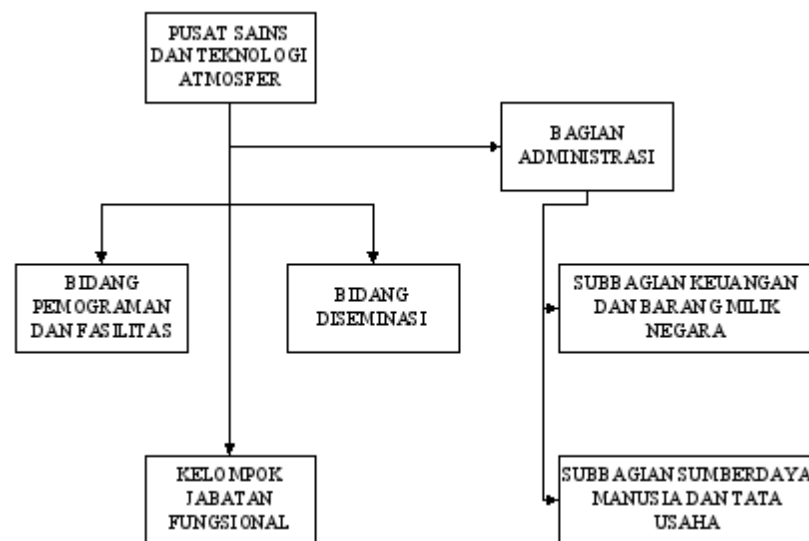 PUSAT SAINS
DAN TEKNOLOGI
ATMOSFER
BAGIAN
ADMINISTRASI
BIDANG
PEMOGRAMAN
DAN FASILITAS
BIDANG
DISEMINASI
SUBBAGIAN KEUANGAN
DAN BARANG MILIK
NEGARA
KELOMPOK
JABATAN
FUNGSIONAL
SUBBAGIAN SUMBERDAYA
MANUSIA DAN TATA
USAHA